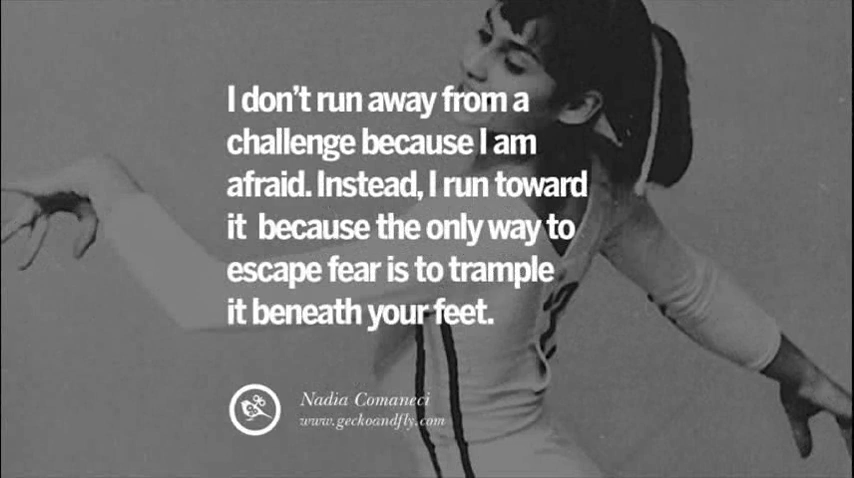 I don't run away from a
challenge because I am
afraid. Instead, I run toward
it  because the only way to
escape fear is to trample
it beneath your feet.
Nadia Comaneci
www.geckoandfly.com